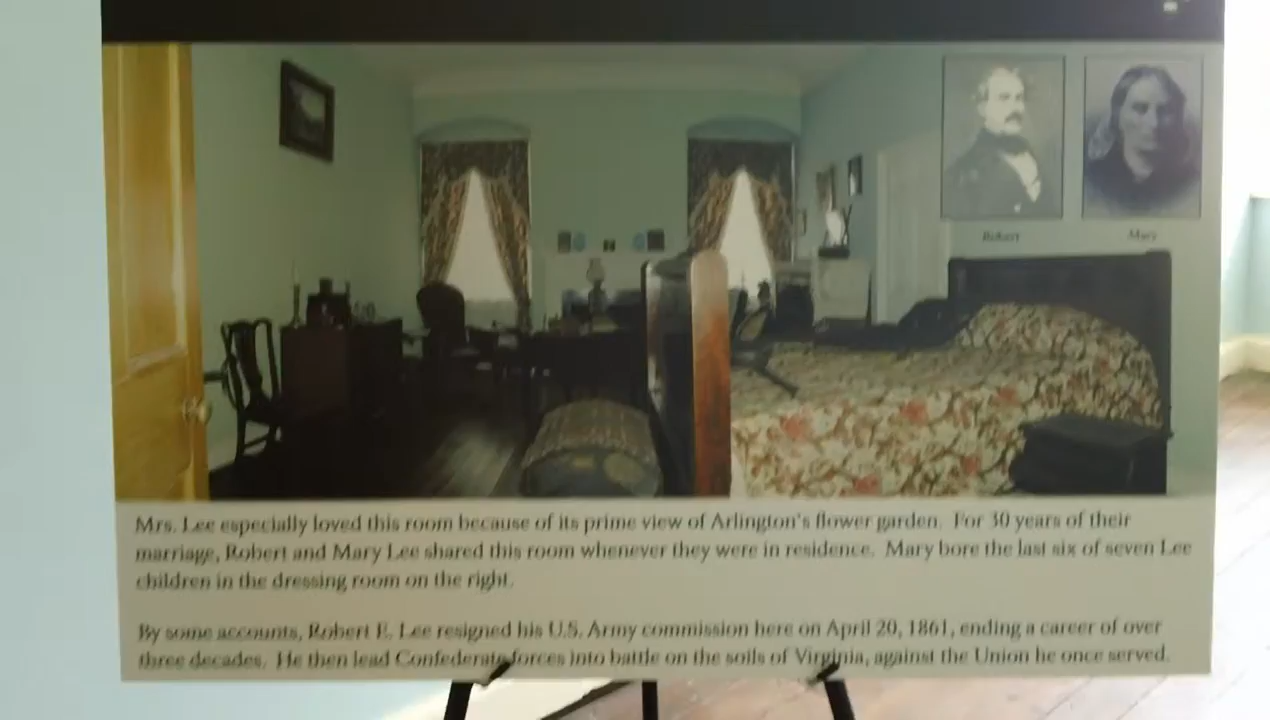 Robert
Mary
Mrs. Lee especially loved this room because of its prime view of Arlington's flower garden. For 30 years of their
marriage, Robert and Mary Lee shared this room whenever they were in residence. Mary bore the last six of seven Lee
children in the dressing room on the right.
By some accounts, Robert E. Lee resigned his U.S. Army commission here on April 20, 1861, ending a career of over
three decades. He then lead Confederate forces into battle on the soils of Virginia, against the Union he once served.